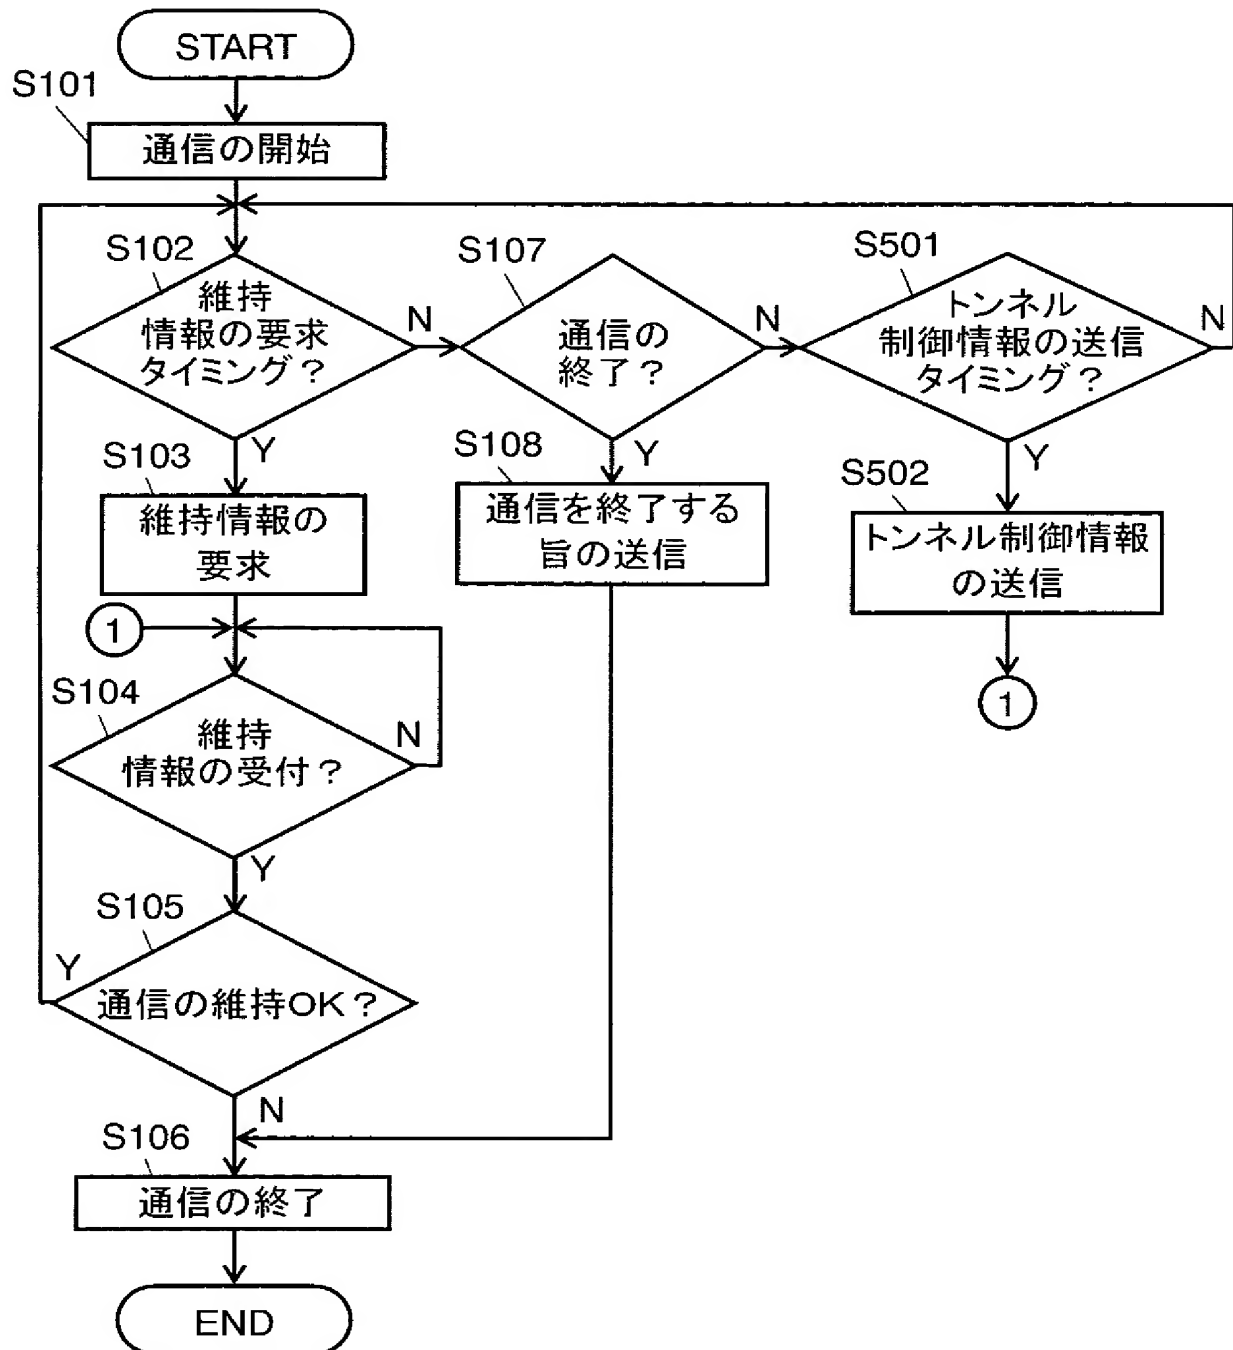 START
S101
通信の開始
S102
維持
情報の要求
タイミング？
N
Y
S107
通信の
終了？
N
Y
S501
トンネル
制御情報の送信
タイミング？
N
Y
S103
維持情報の
要求
S108
通信を終了する
旨の送信
S502
トンネル制御情報
の送信
1
1
S104
維持
情報の受付？
N
Y
S105
通信の維持OK？
Y
N
S106
通信の終了
END